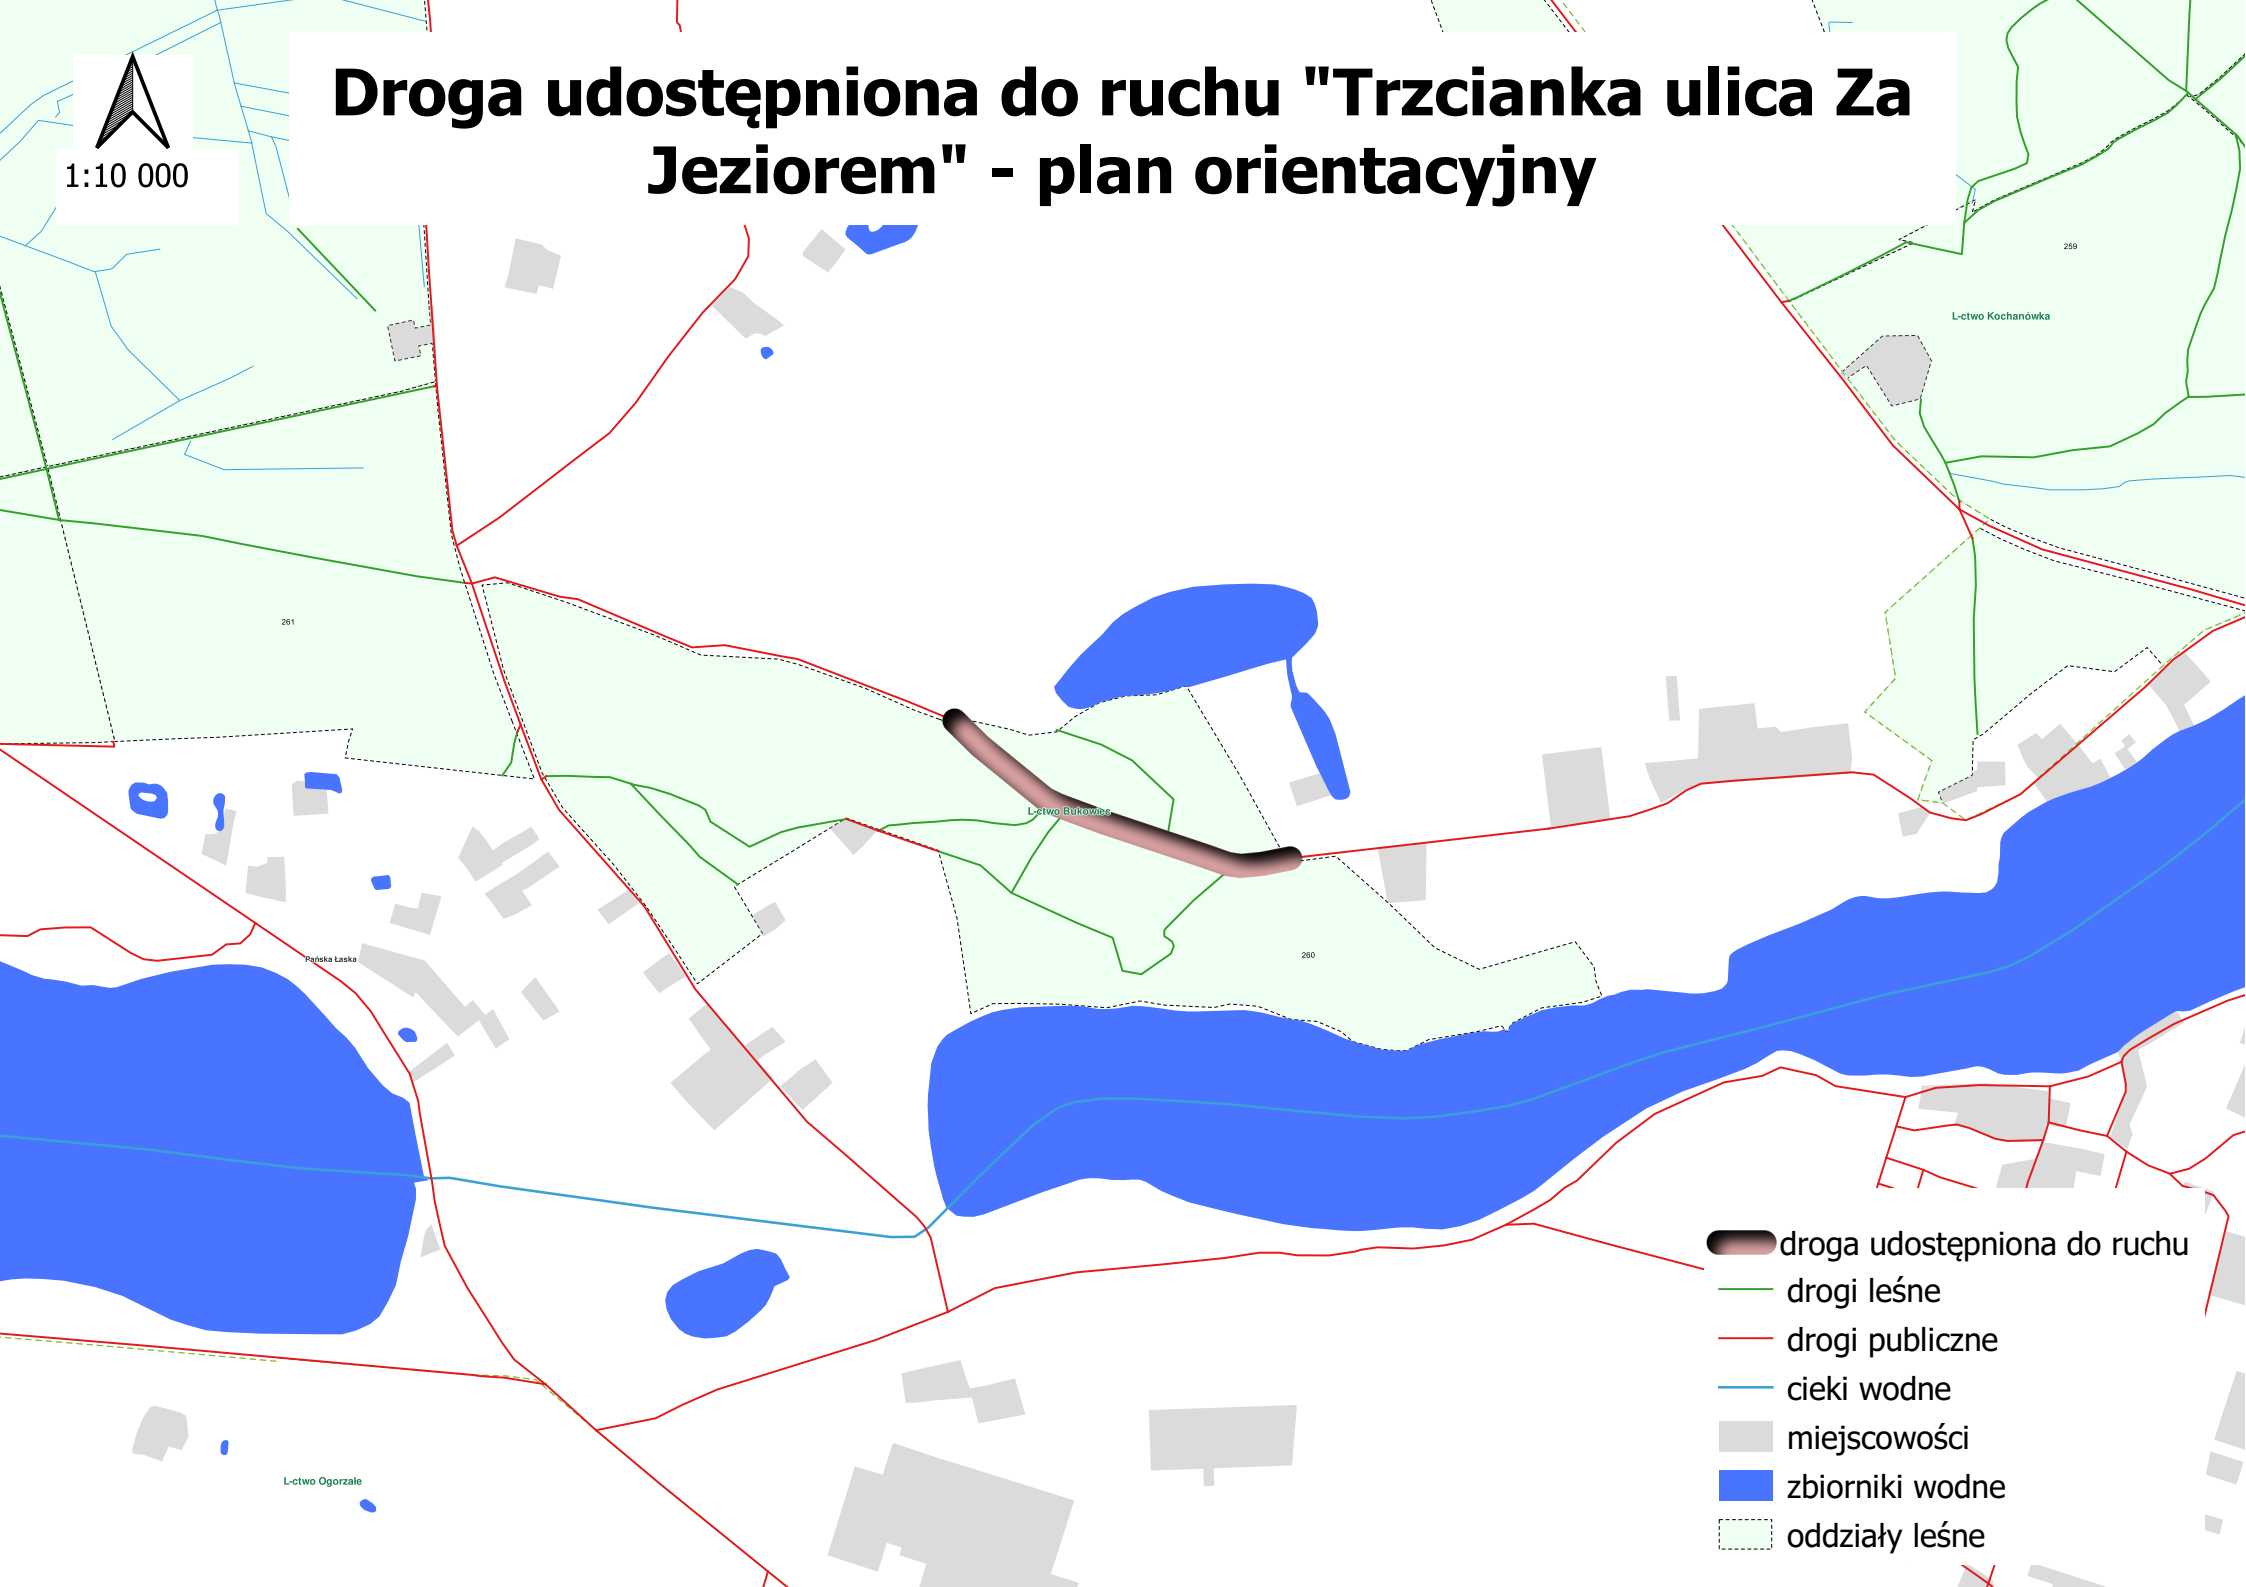 Droga udostępniona do ruchu "Trzcianka ulica Za
Jeziorem" - plan orientacyjny
1:10 000
259
L-ctwo Kochanówka
261
L-ctwo Bukowiec
260
Pańska Łaska
L-ctwo Ogorzałe
droga udostępniona do ruchu
drogi leśne
drogi publiczne
cieki wodne
miejscowości
zbiorniki wodne
oddziały leśne